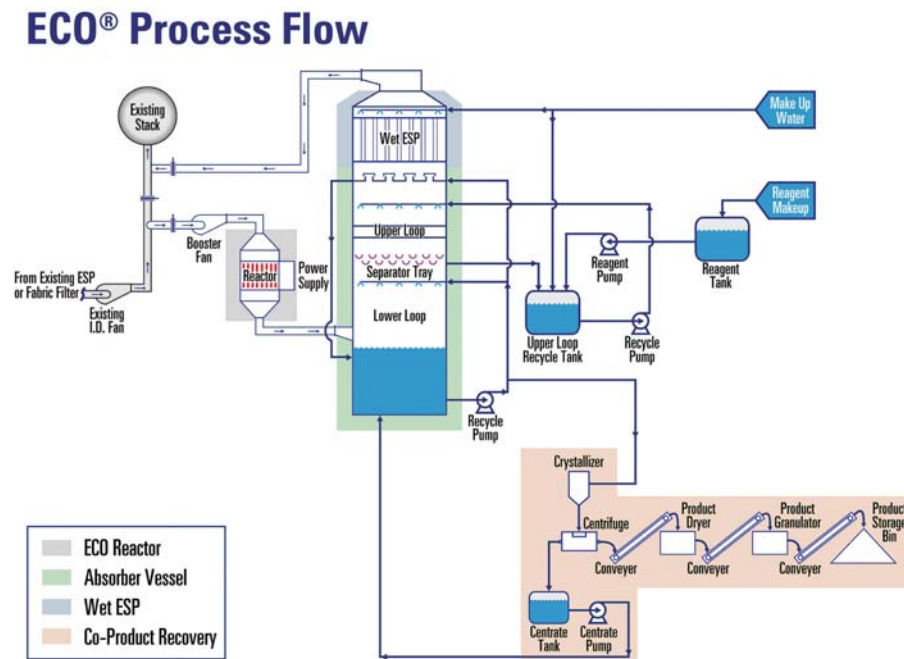 ECO® Process Flow
Existing
Stack
Wet ESP
Make Up
Water
Reagent
Makeup
Booster
Fan
Upper Loop
Reagent
Pump
Reagent
Tank
Reactor
Power
Supply
Separator Tray
From Existing ESP
or Fabric Filter
Existing
I.D. Fan
Lower Loop
Upper Loop
Recycle Tank
Recycle
Pump
Recycle
Pump
Crystallizer
Centrifuge
Product
Dryer
Product
Granulator
Product
Storage
Bin
Conveyer
Conveyer
Conveyer
Centrate
Tank
Centrate
Pump
ECO Reactor
Absorber Vessel
Wet ESP
Co-Product Recovery